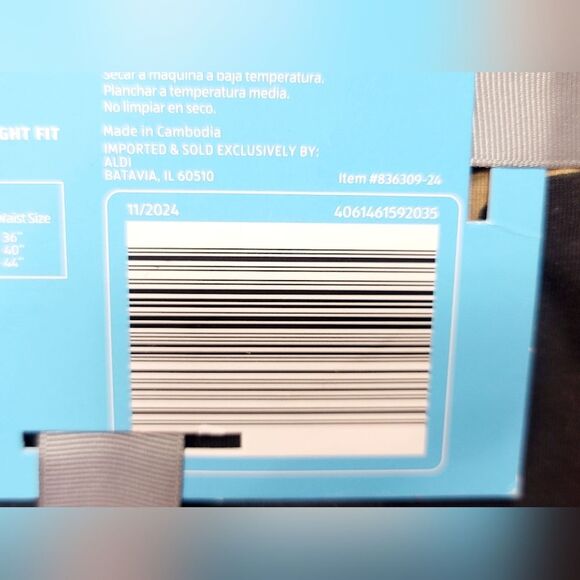 Secar a máquina a baja temperatura.
Planchar a temperatura media.
No limpiar en seco.
Made in Cambodia
IMPORTED & SOLD EXCLUSIVELY BY:
ALDI
BATAVIA, IL 60510
Item #836309-24
GHT FIT
Waist Size
36"
40"
44"
11/2024
4061461592035